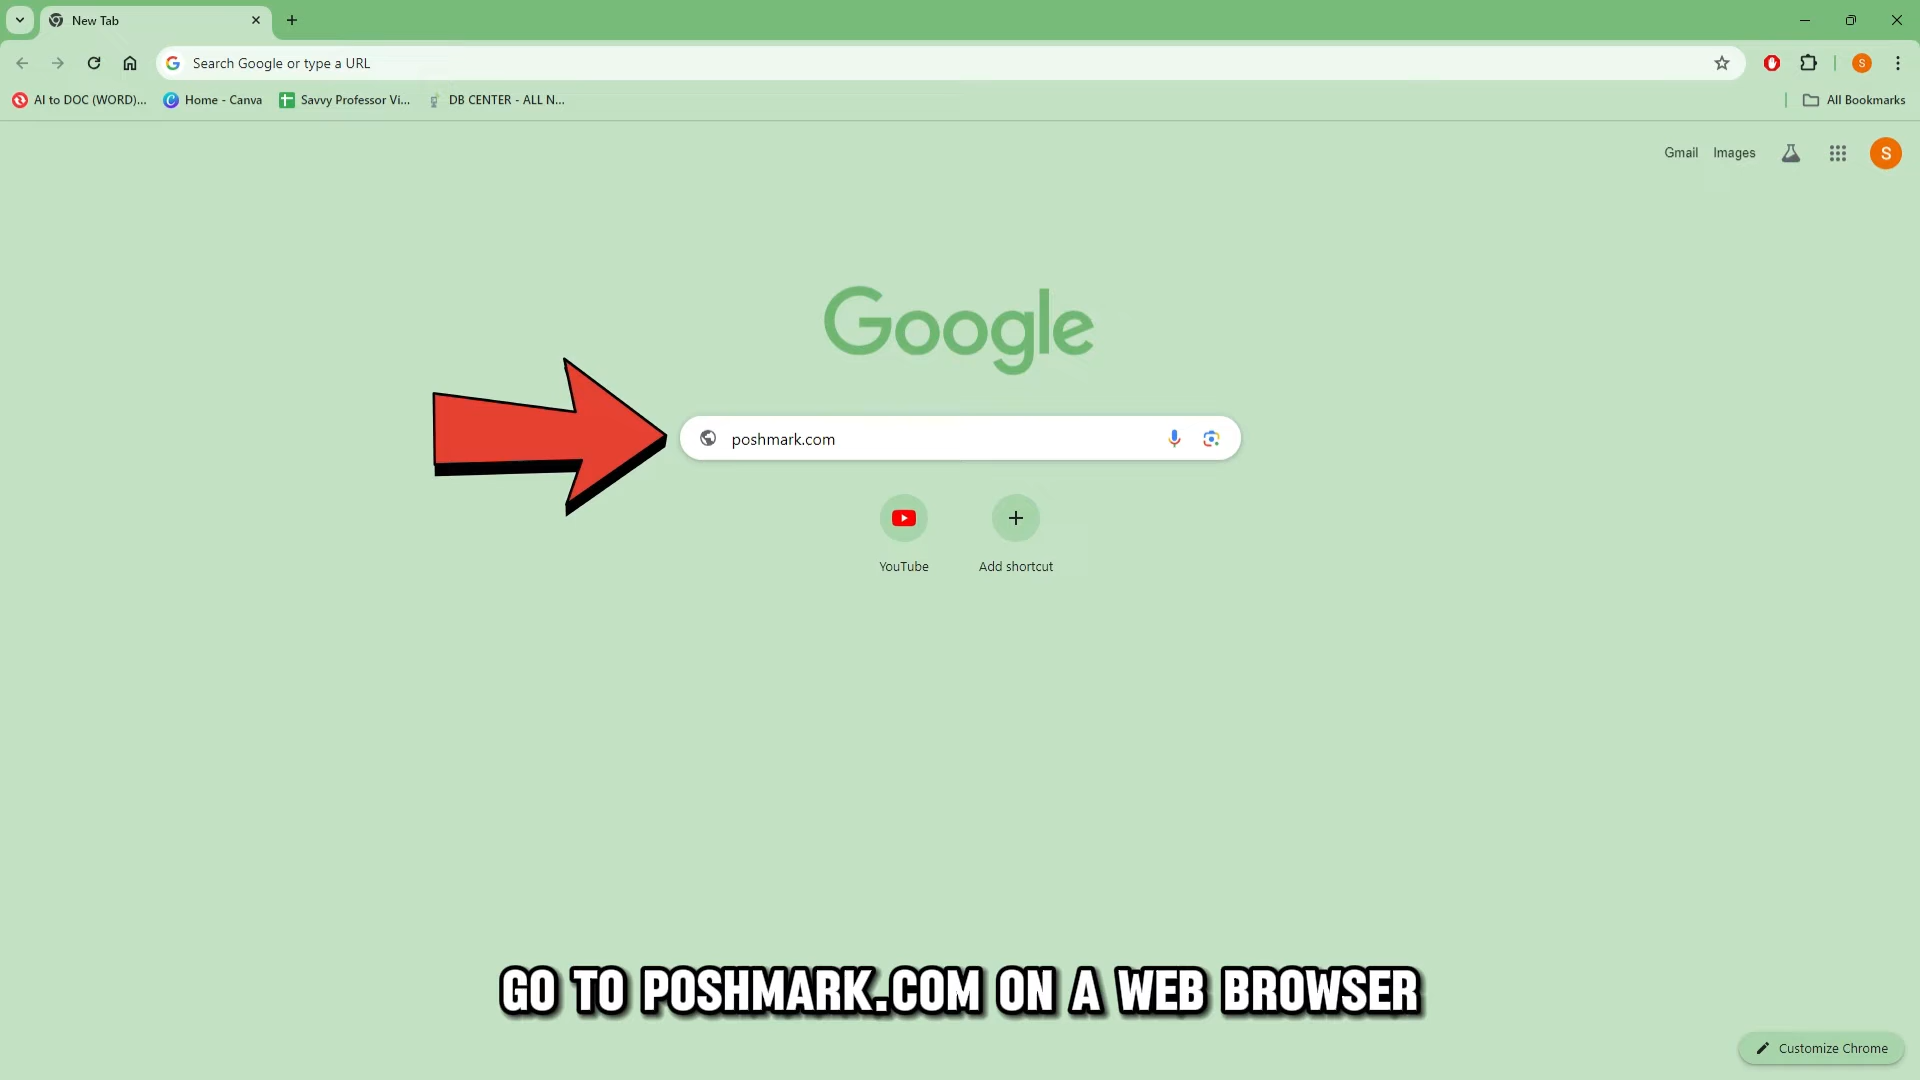 New Tab
Search Google or type a URL
S
AI to DOC (WORD)...
Home - Canva
Savvy Professor Vi...
DB CENTER - ALL N...
All Bookmarks
Gmail
Images
S
Google
poshmark.com
YouTube
Add shortcut
GO TO POSHMARK.COM ON A WEB BROWSER
Customize Chrome